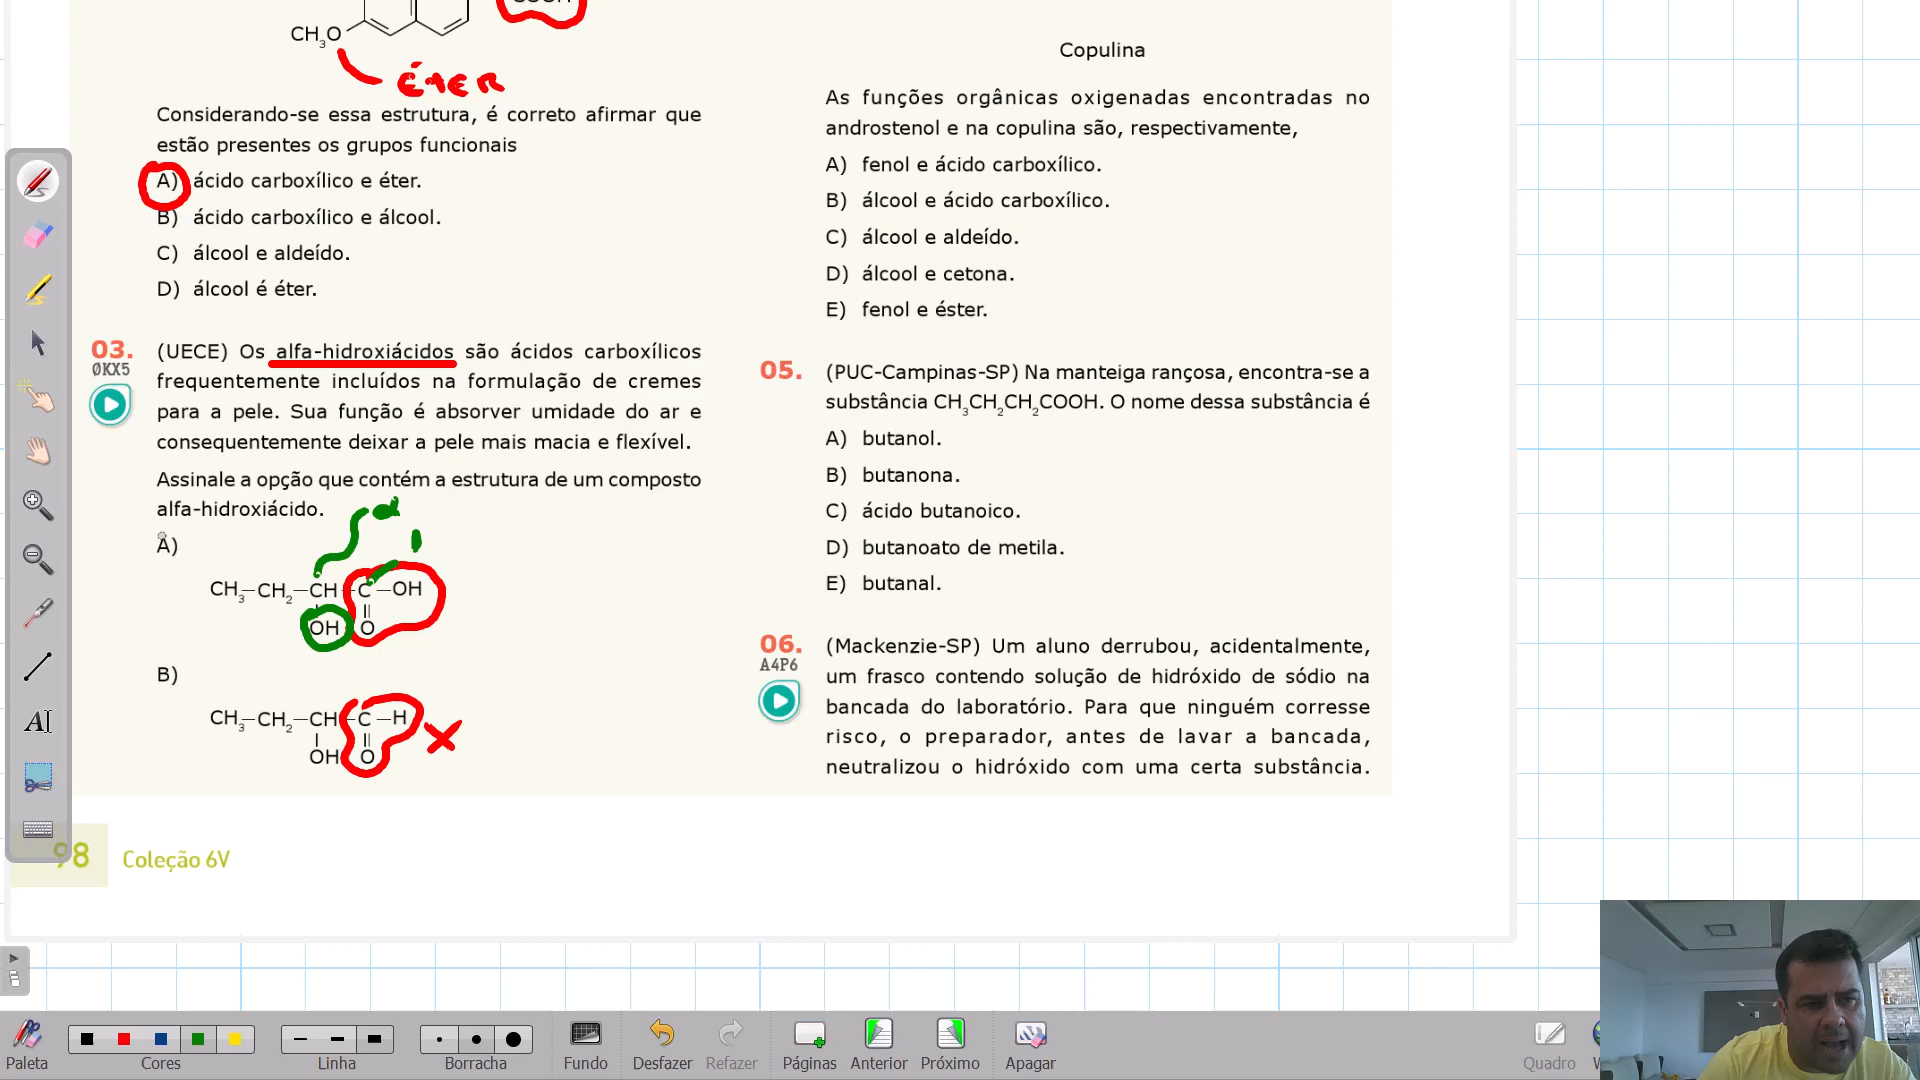 COOH
CH3O
ÉTER
Considerando-se essa estrutura, é correto afirmar que
estão presentes os grupos funcionais
A) ácido carboxílico e éter.
B) ácido carboxílico e álcool.
C) álcool e aldeído.
D) álcool é éter.
03.
ØKX5
(UECE) Os alfa-hidroxiácidos são ácidos carboxílicos
frequentemente incluídos na formulação de cremes
para a pele. Sua função é absorver umidade do ar e
consequentemente deixar a pele mais macia e flexível.
Assinale a opção que contém a estrutura de um composto
alfa-hidroxiácido.
α
1
A)
CH3—CH2—CH—C—OH
OH O
B)
CH3—CH2—CH—C—H
OH O
X
98 Coleção 6V
Copulina
As funções orgânicas oxigenadas encontradas no
androstenol e na copulina são, respectivamente,
A) fenol e ácido carboxílico.
B) álcool e ácido carboxílico.
C) álcool e aldeído.
D) álcool e cetona.
E) fenol e éster.
05.
(PUC-Campinas-SP) Na manteiga rançosa, encontra-se a
substância CH3CH2CH2COOH. O nome dessa substância é
A) butanol.
B) butanona.
C) ácido butanoico.
D) butanoato de metila.
E) butanal.
06.
A4P6
(Mackenzie-SP) Um aluno derrubou, acidentalmente,
um frasco contendo solução de hidróxido de sódio na
bancada do laboratório. Para que ninguém corresse
risco, o preparador, antes de lavar a bancada,
neutralizou o hidróxido com uma certa substância.
Paleta Cores Linha Borracha Fundo Desfazer Refazer Páginas Anterior Próximo Apagar Quadro